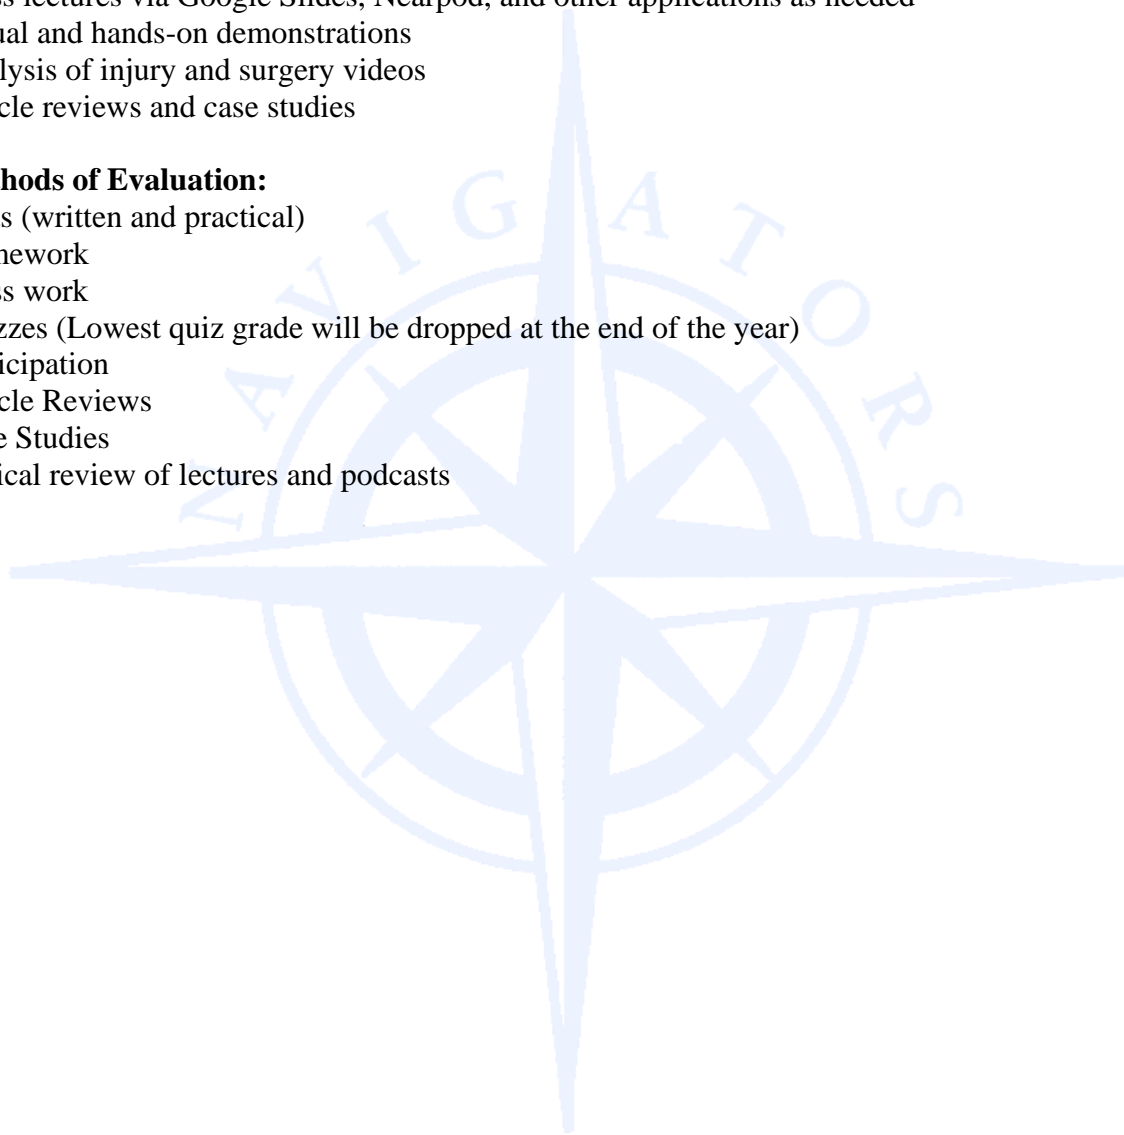 ss lectures via Google Slides, Nearpod, and other applications as needed
ual and hands-on demonstrations
lysis of injury and surgery videos
cle reviews and case studies
hods of Evaluation:
s (written and practical)
nework
ss work
zzes (Lowest quiz grade will be dropped at the end of the year)
icipation
cle Reviews
e Studies
ical review of lectures and podcasts
NAVIGATORS